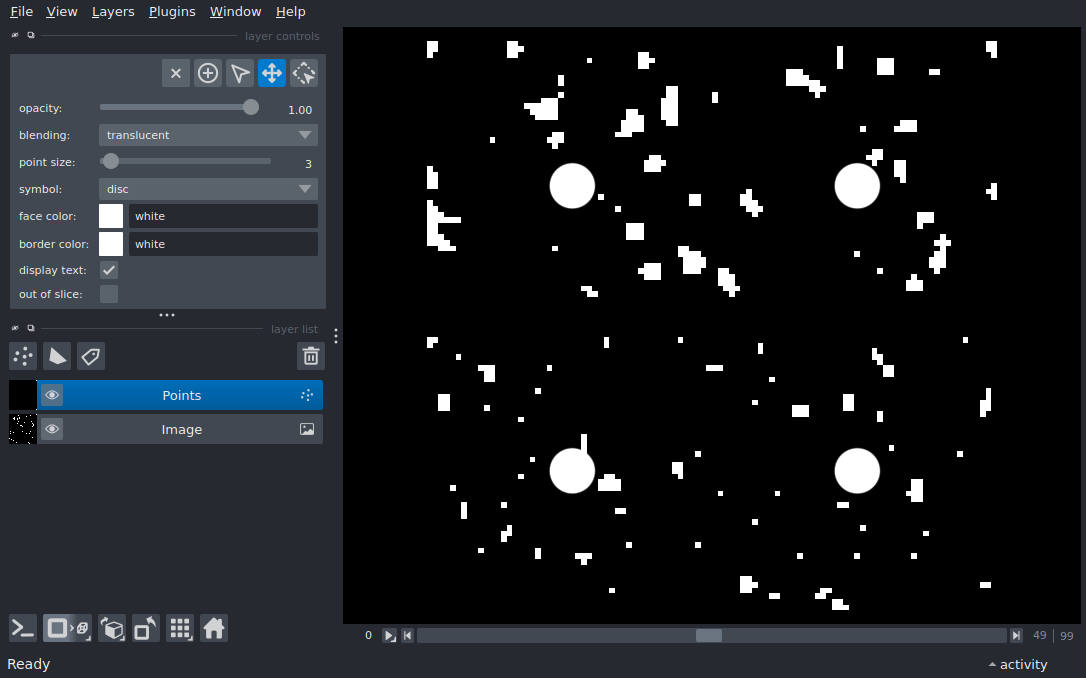 File View Layers Plugins Window Help
layer controls
opacity: 1.00
blending: translucent
point size: 3
symbol: disc
face color: white
border color: white
display text:
out of slice:
layer list
Points
Image
0 49 99
Ready activity